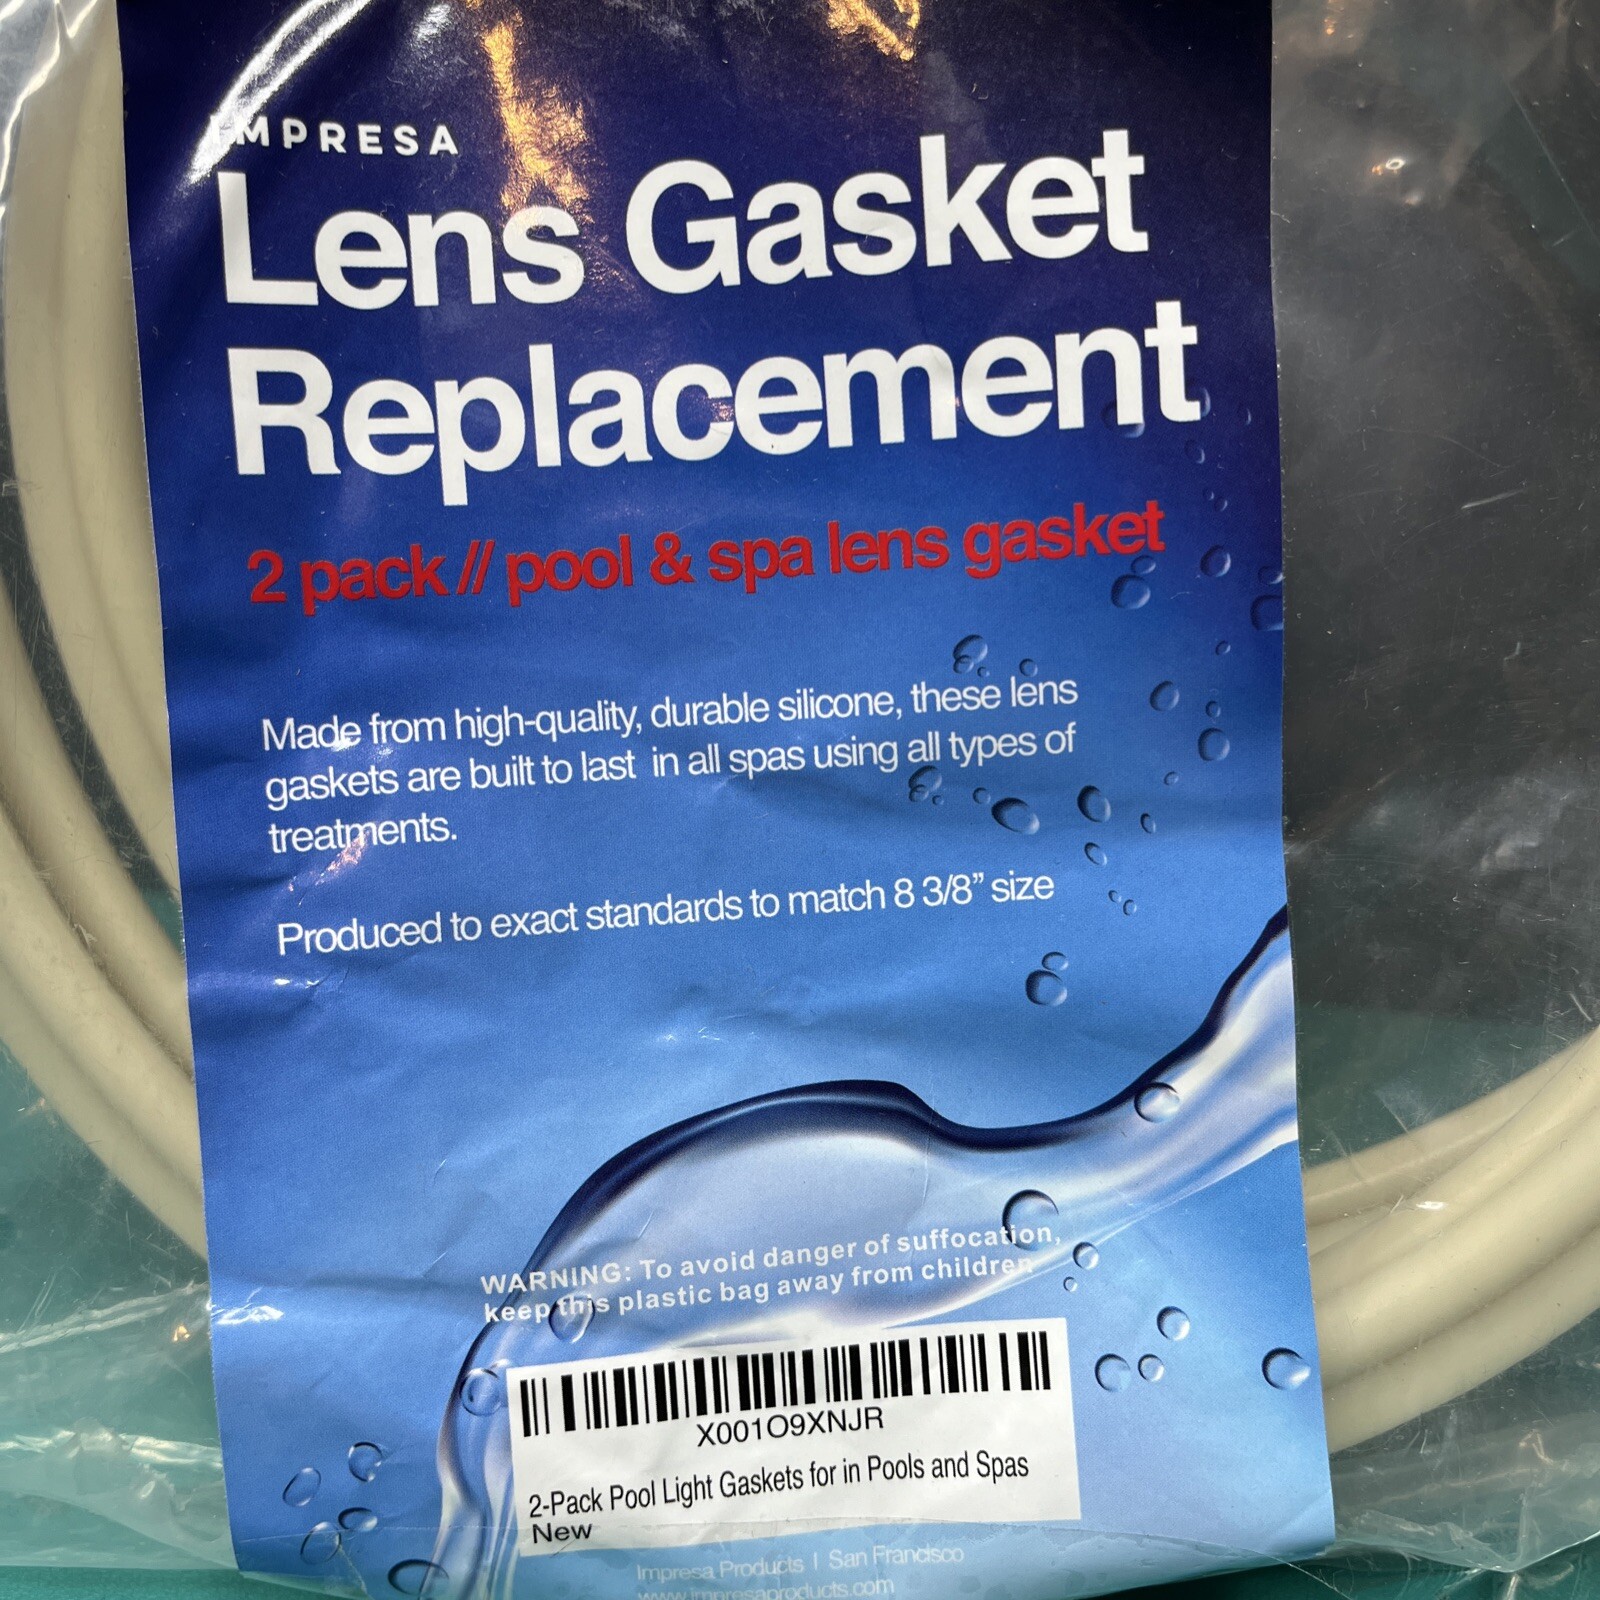 IMPRESA
Lens Gasket
Replacement
2 pack // pool & spa lens gasket
Made from high-quality, durable silicone, these lens
gaskets are built to last in all spas using all types of
treatments.
Produced to exact standards to match 8 3/8” size
WARNING: To avoid danger of suffocation,
keep this plastic bag away from children
X001O9XNJR
2-Pack Pool Light Gaskets for in Pools and Spas
New
Impresa Products | San Francisco
www.impresaproducts.com